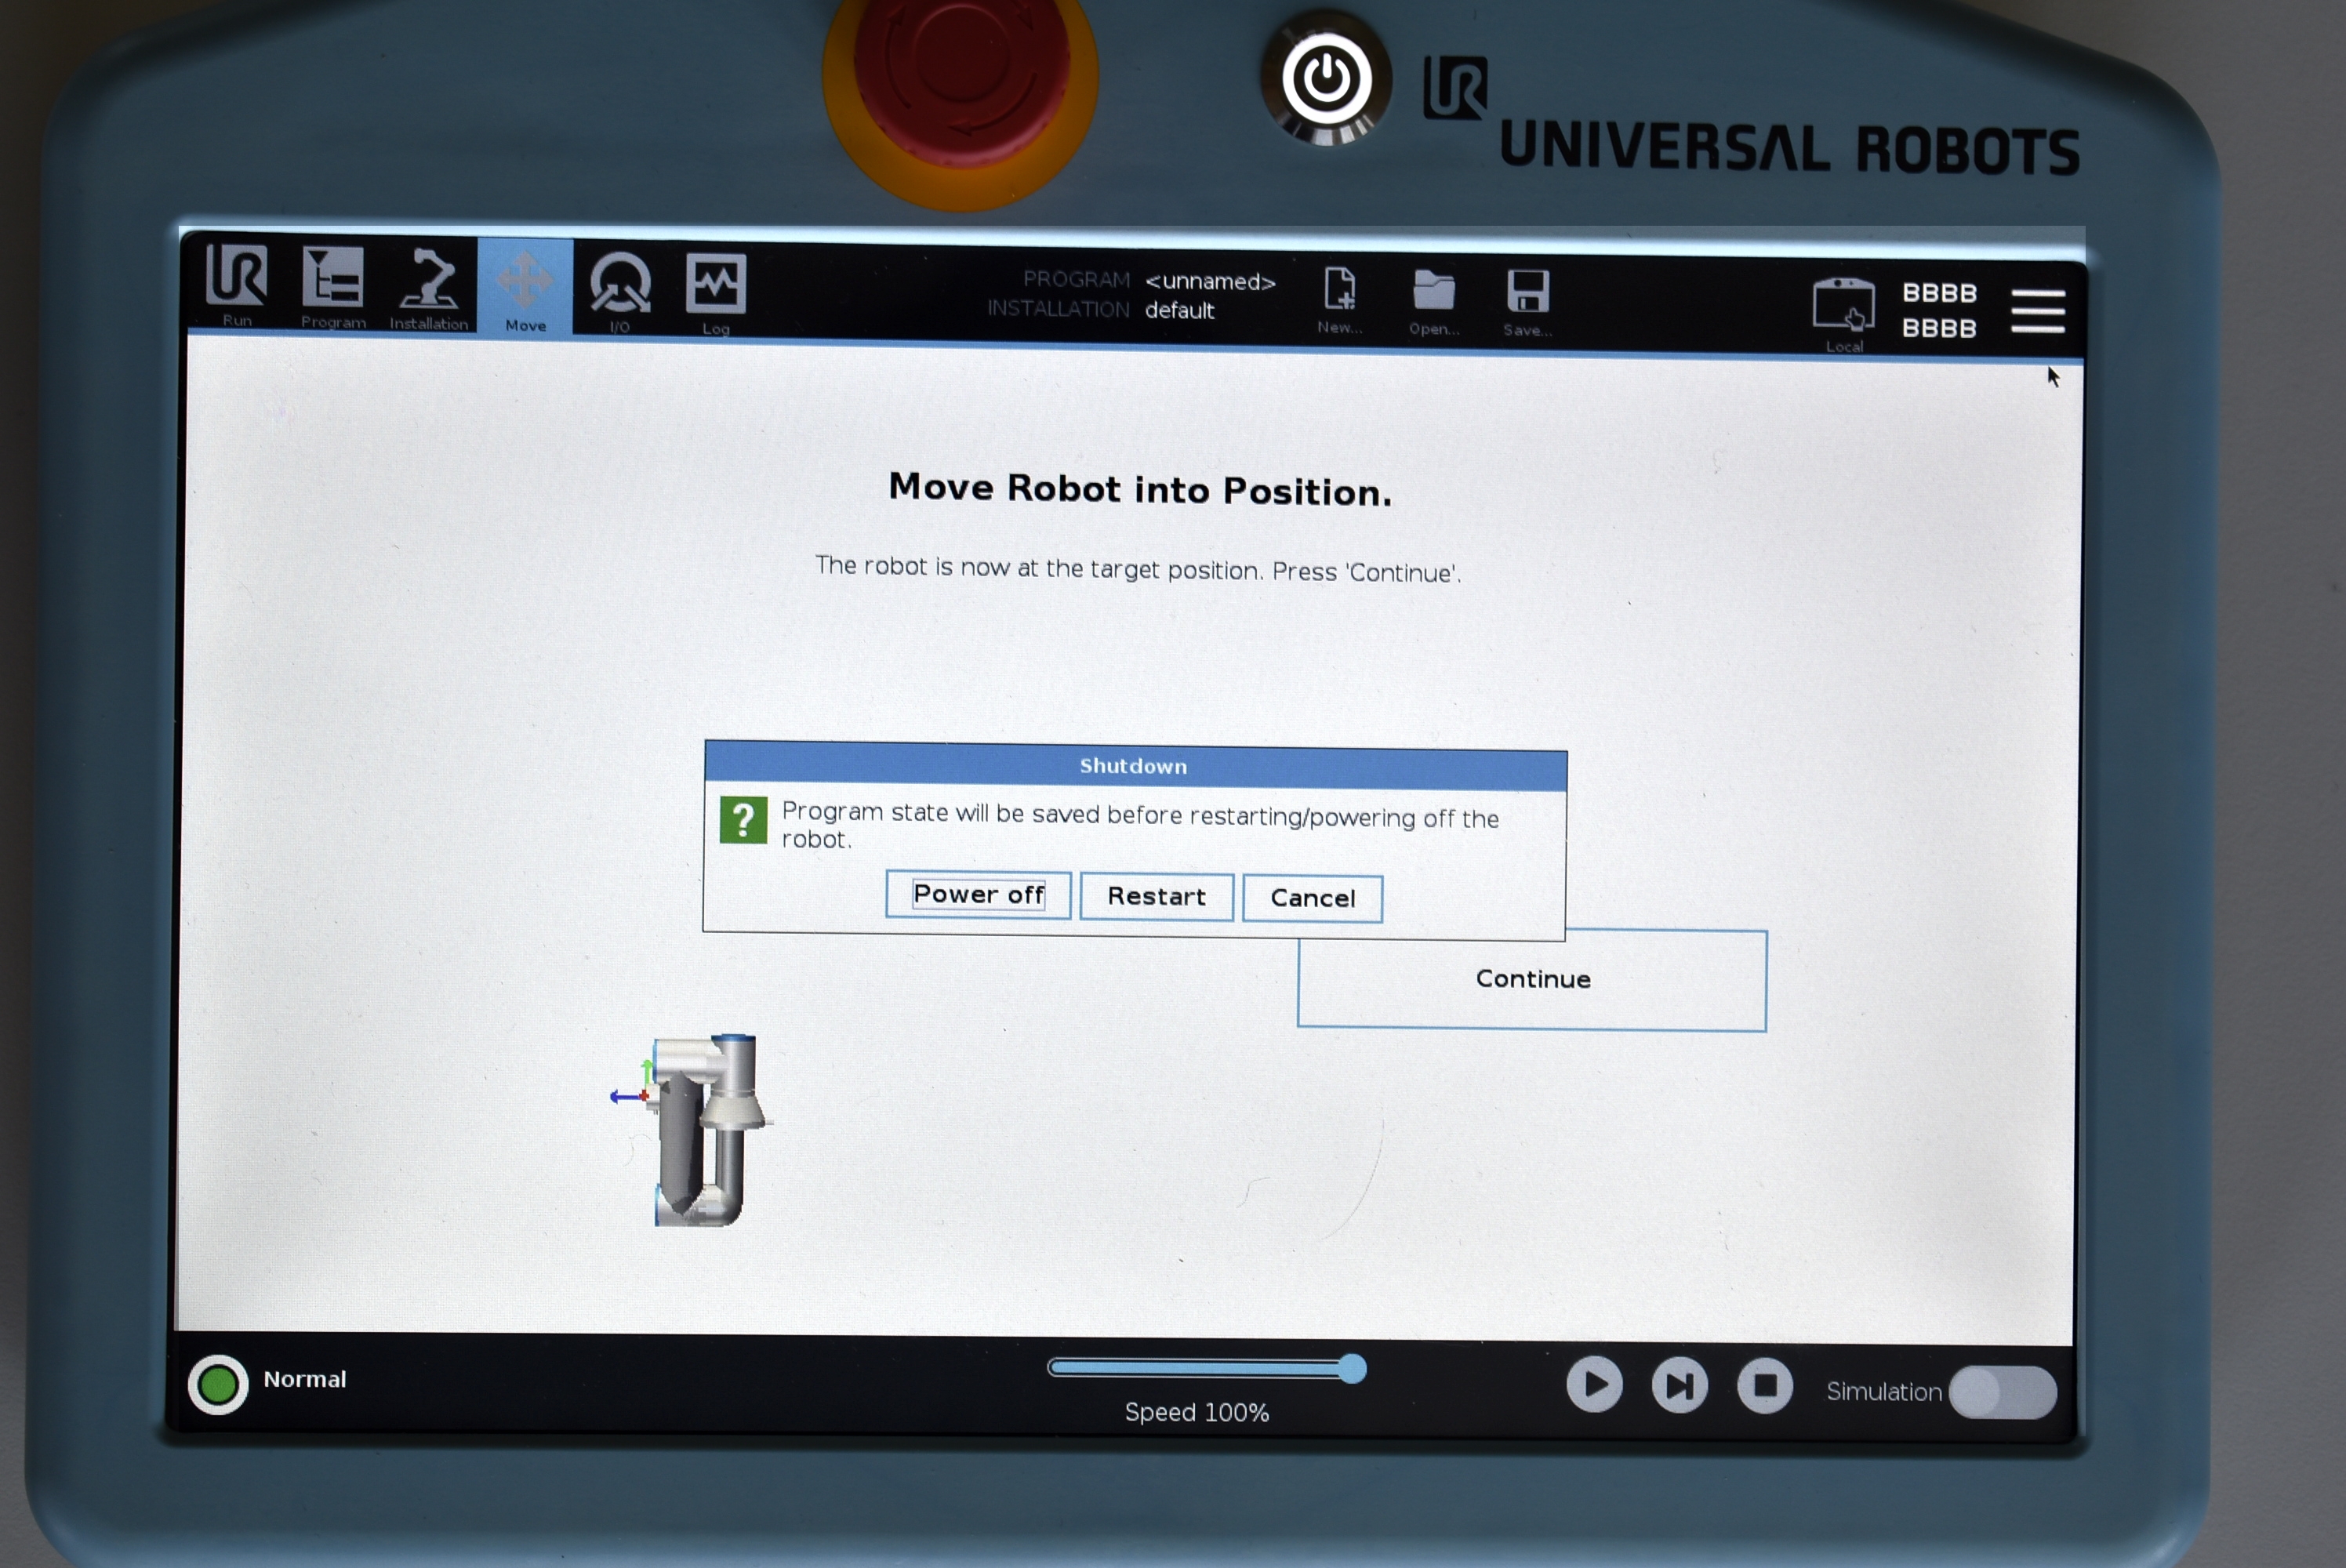 UNIVERSAL ROBOTS
Run
Program
Installation
Move
I/O
Log
PROGRAM <unnamed>
INSTALLATION default
New...
Open...
Save...
Local
BBBB
BBBB
Move Robot into Position.
The robot is now at the target position. Press 'Continue'.
Shutdown
Program state will be saved before restarting/powering off the
robot.
Power off
Restart
Cancel
Continue
Normal
Speed 100%
Simulation